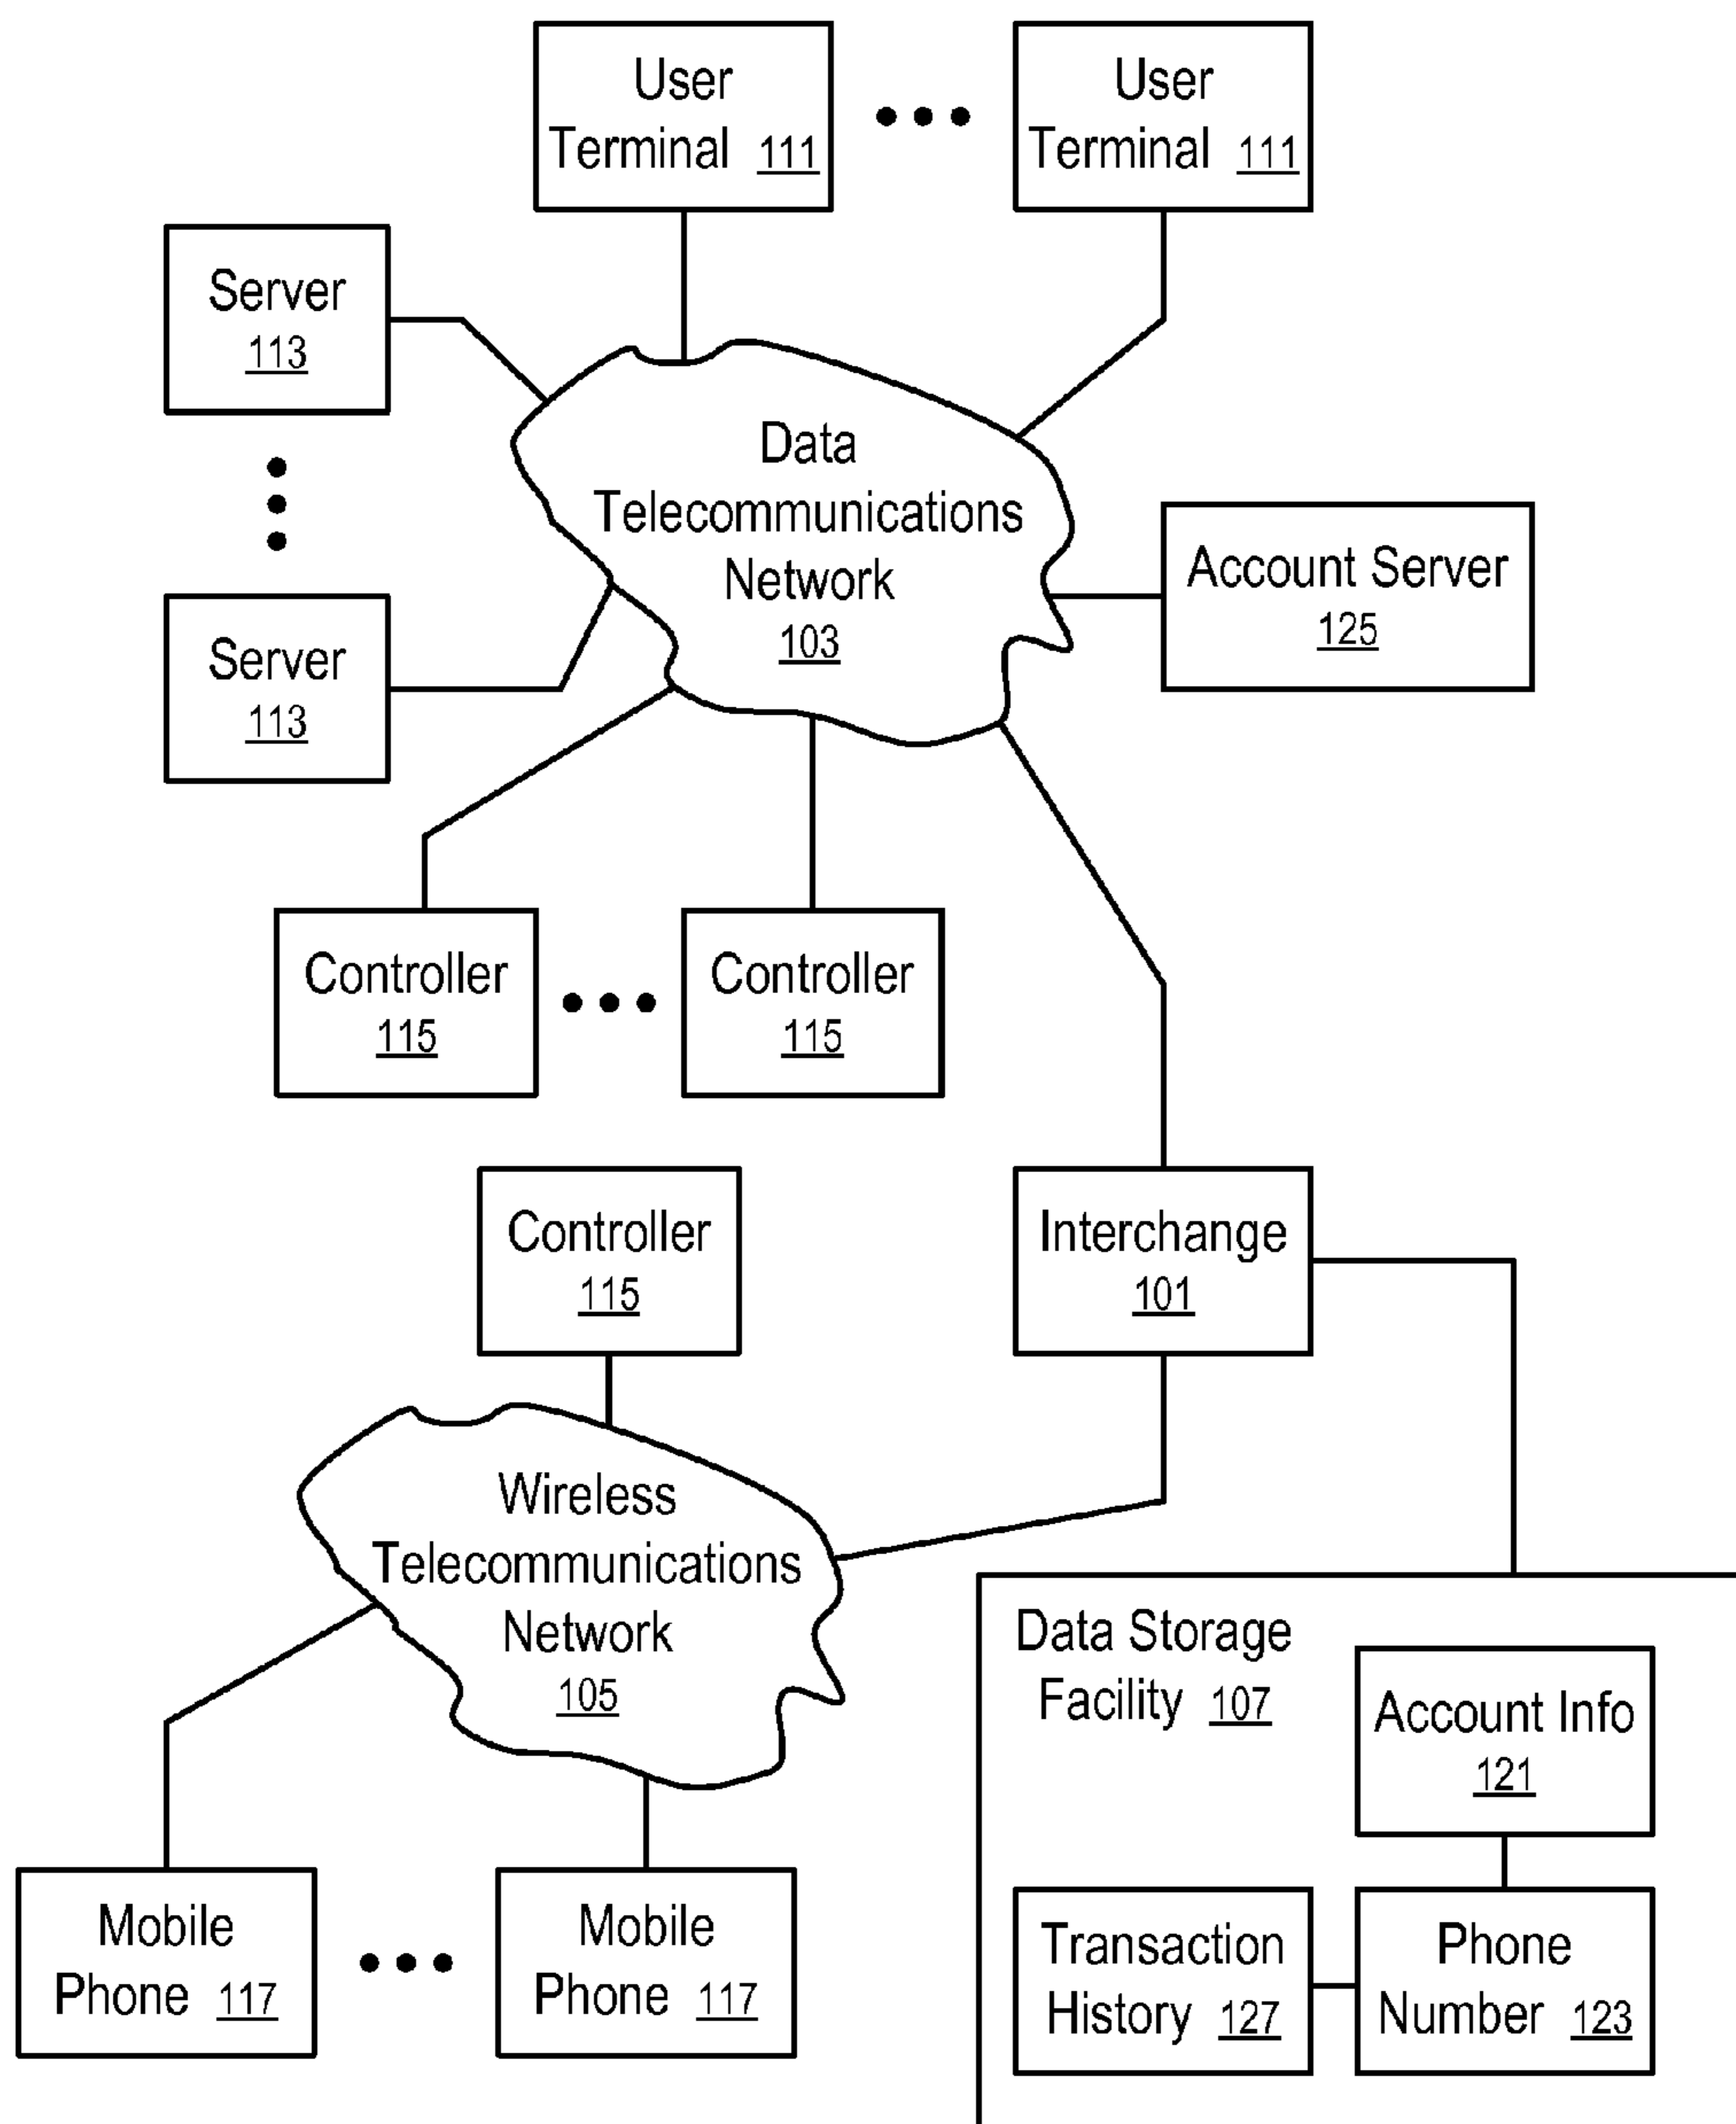 User
Terminal 111
User
Terminal 111
Server
113
Data
Telecommunications
Network
103
Account Server
125
Server
113
Controller
115
Controller
115
Controller
115
Interchange
101
Wireless
Telecommunications
Network
105
Data Storage
Facility 107
Account Info
121
Mobile
Phone 117
Mobile
Phone 117
Transaction
History 127
Phone
Number 123